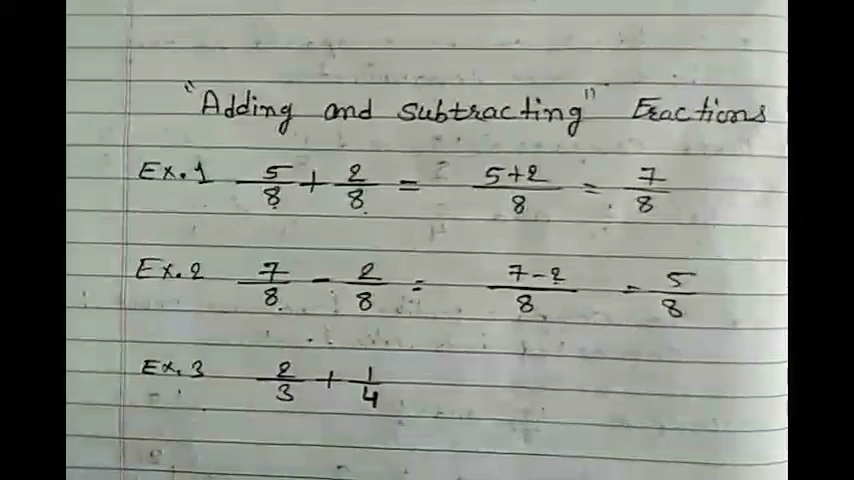 "Adding and subtracting" Fractions
Ex.1 5/8 + 2/8 = 5+2/8 = 7/8
Ex.2 7/8 - 2/8 = 7-2/8 = 5/8
Ex.3 2/3 + 1/4